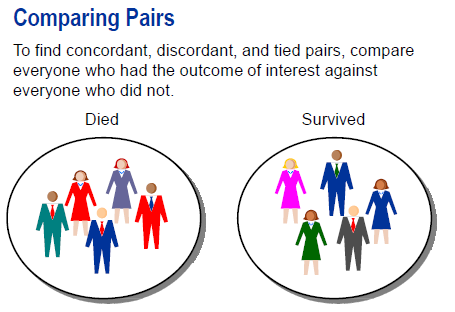 Comparing Pairs
To find concordant, discordant, and tied pairs, compare
everyone who had the outcome of interest against
everyone who did not.
Died
Survived